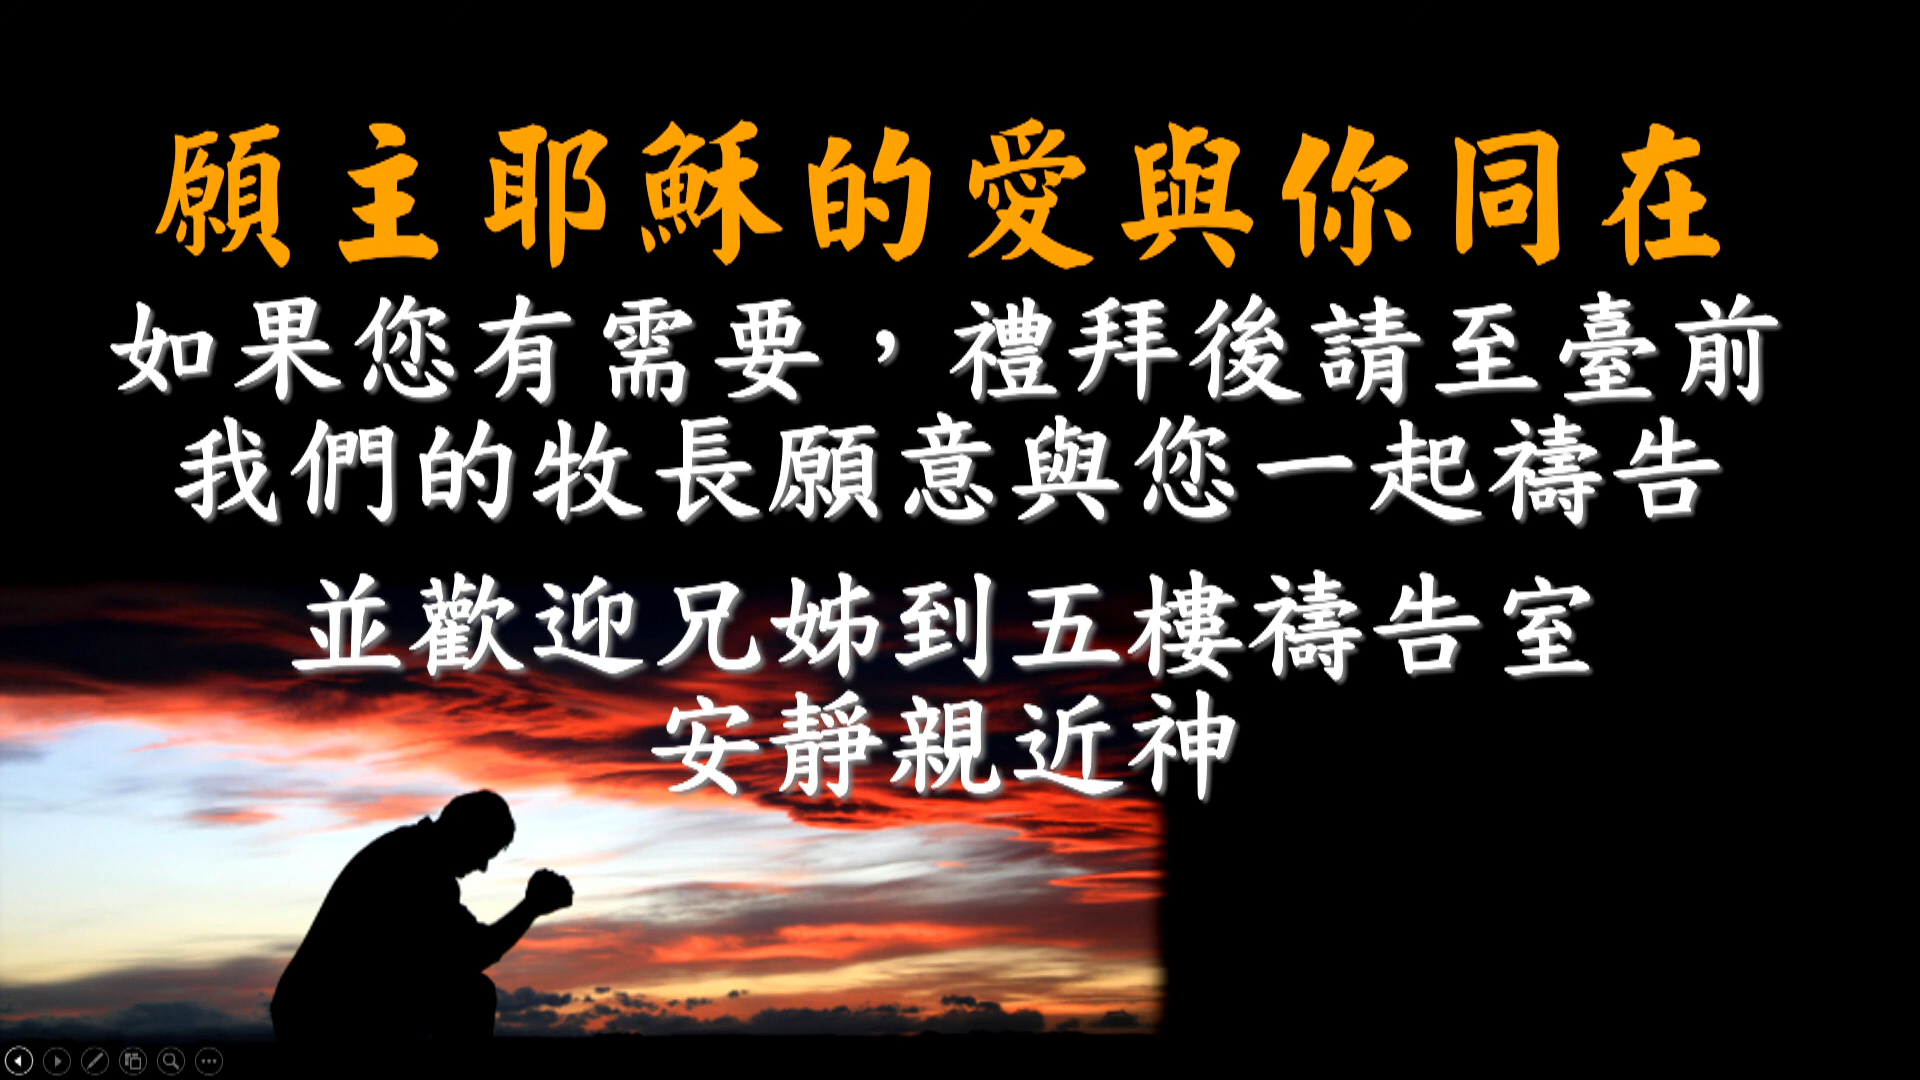 願主耶穌的愛與你同在
如果您有需要，禮拜後請至臺前
我們的牧長願意與您一起禱告
並歡迎兄姊到五樓禱告室
安靜親近神